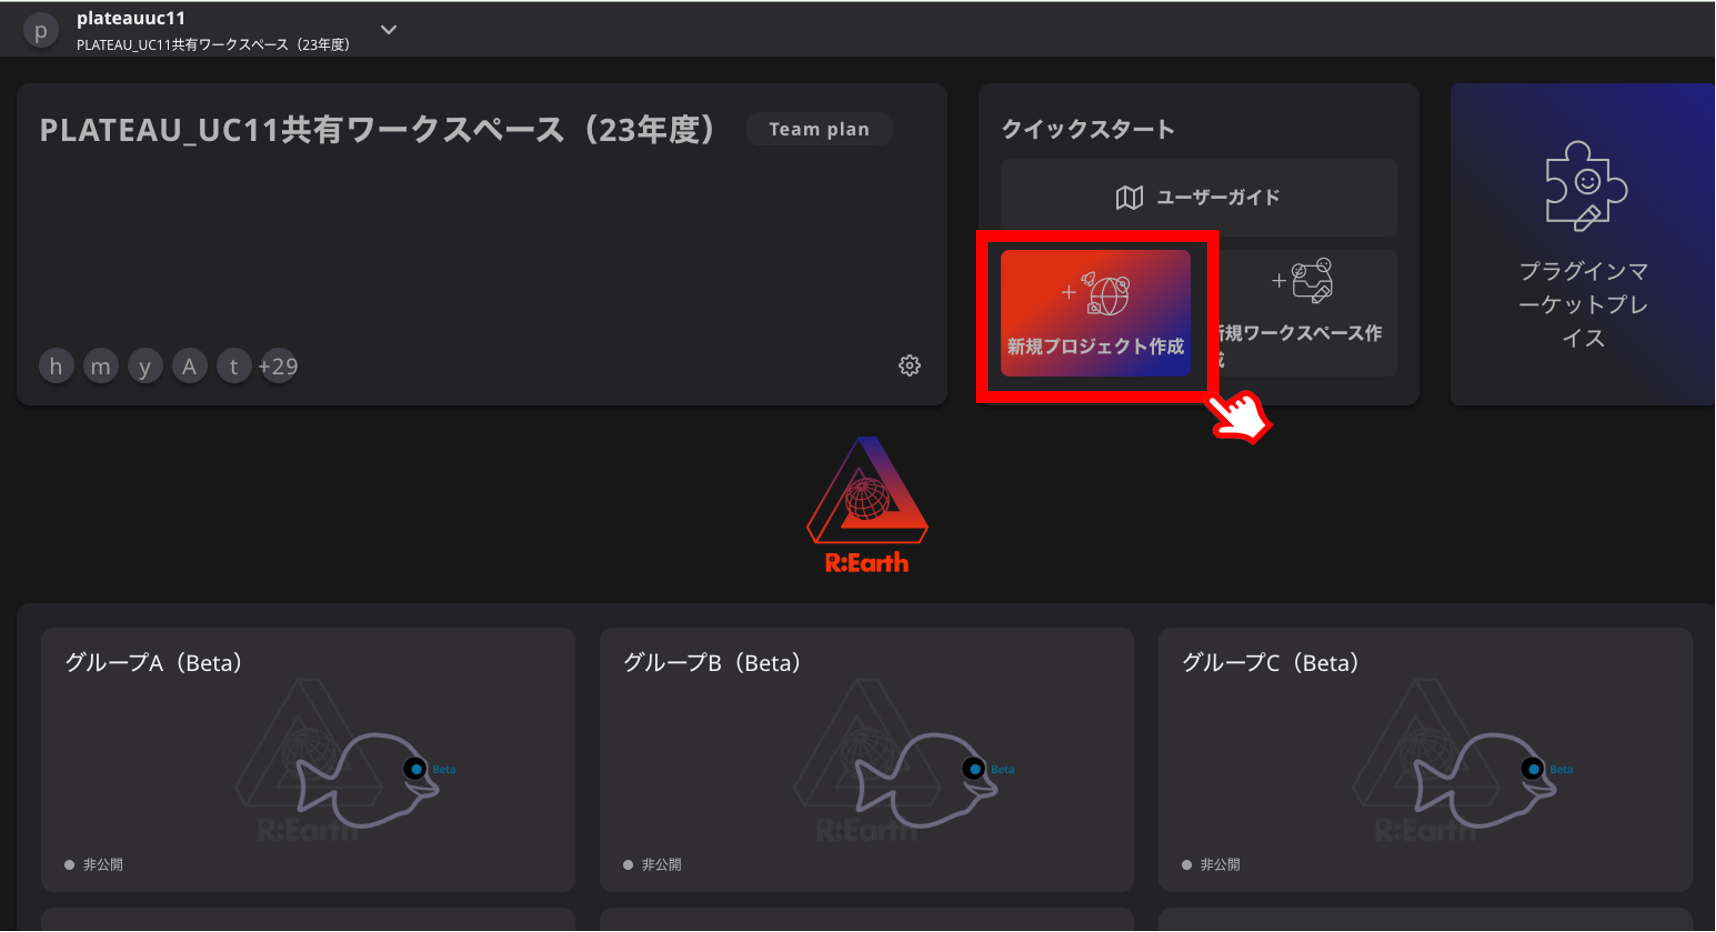 p
plateauuc11
PLATEAU_UC11共有ワークスペース（23年度）
PLATEAU_UC11共有ワークスペース（23年度）
Team plan
h m y A t +29
クイックスタート
ユーザーガイド
新規プロジェクト作成
規ワークスペース作
プラグインマ
ーケットプレ
イス
R:Earth
グループA（Beta）
Beta
R:Earth
非公開
グループB（Beta）
Beta
R:Earth
非公開
グループC（Beta）
Beta
R:Earth
非公開